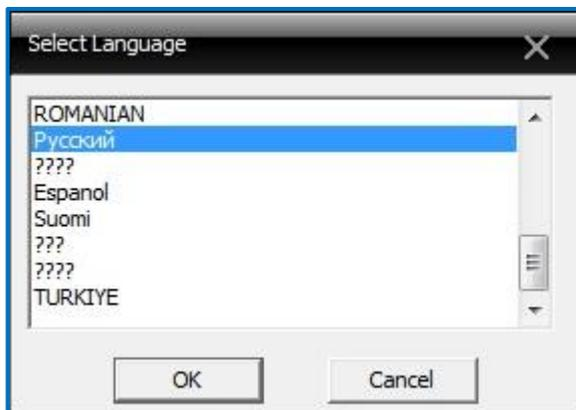 Select Language
ROMANIAN
Русский
????
Espanol
Suomi
???
????
TURKIYE
OK Cancel